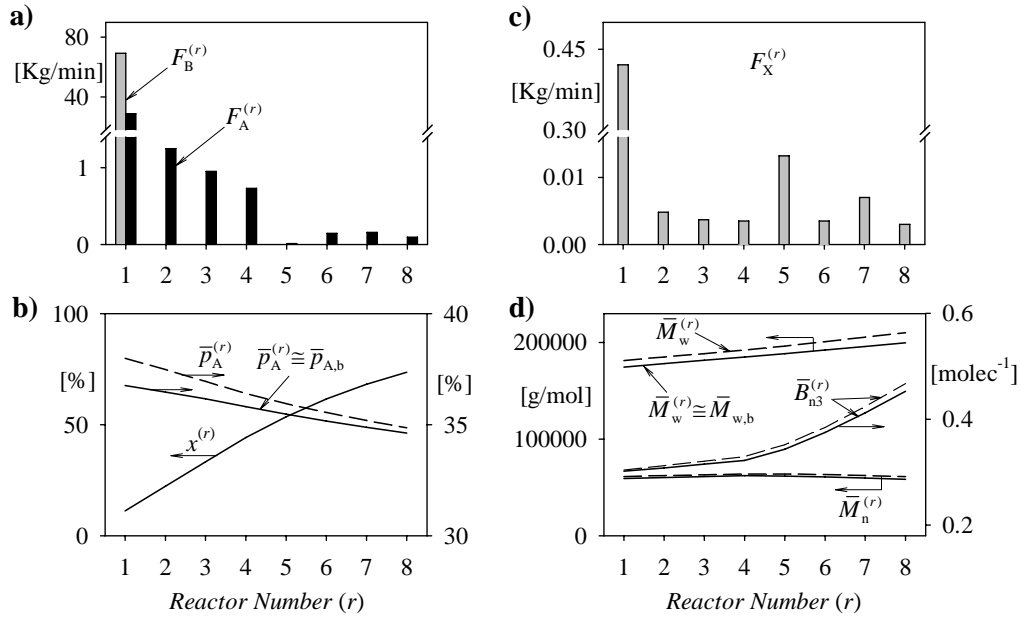 a)
80
[Kg/min]
40
1
0
F_B^(r)
F_A^(r)
1 2 3 4 5 6 7 8
c)
0.45
[Kg/min]
0.30
0.01
0.00
F_X^(r)
1 2 3 4 5 6 7 8
b)
100
[%]
50
0
p̅_A^(r)
p̅_A^(r) ≅ p̅_A,b
x^(r)
40
[%]
35
30
1 2 3 4 5 6 7 8
Reactor Number (r)
d)
200000
[g/mol]
100000
0
M̅_w^(r)
M̅_w^(r) ≅ M̅_w,b
B̅_n3^(r)
M̅_n^(r)
0.6
[molec⁻¹]
0.4
0.2
1 2 3 4 5 6 7 8
Reactor Number (r)